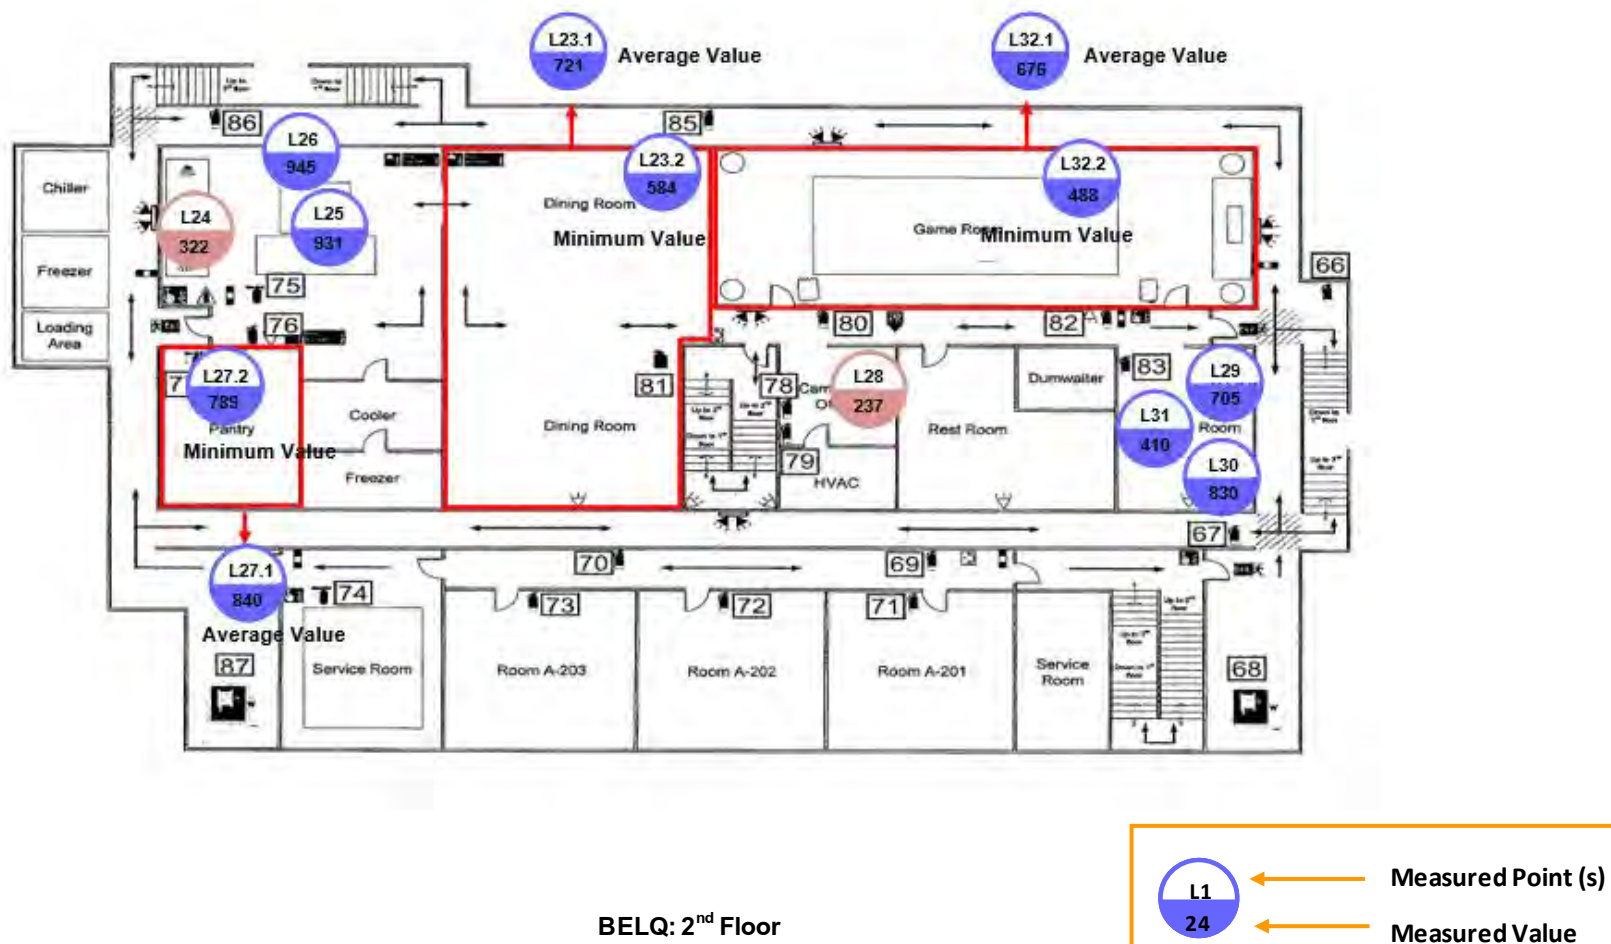 L23.1
721
Average Value
L32.1
676
Average Value
Up to
Down to
86
85
L26
945
L23.2
584
L32.2
488
Chiller
L24
322
L25
931
Dining Room
Minimum Value
Game Room
Minimum Value
Freezer
75
66
Loading
Area
76
80
82
L27.2
789
Pantry
Minimum Value
Cooler
Freezer
81
Dining Room
78
L28
237
79
HVAC
Rest Room
Dumwaiter
83
L29
705
L31
410
Room
L30
830
67
L27.1
840
Average Value
87
74
Service Room
70
73
Room A-203
72
Room A-202
69
71
Room A-201
Service
Room
68
BELQ: 2nd Floor
L1
24
Measured Point (s)
Measured Value